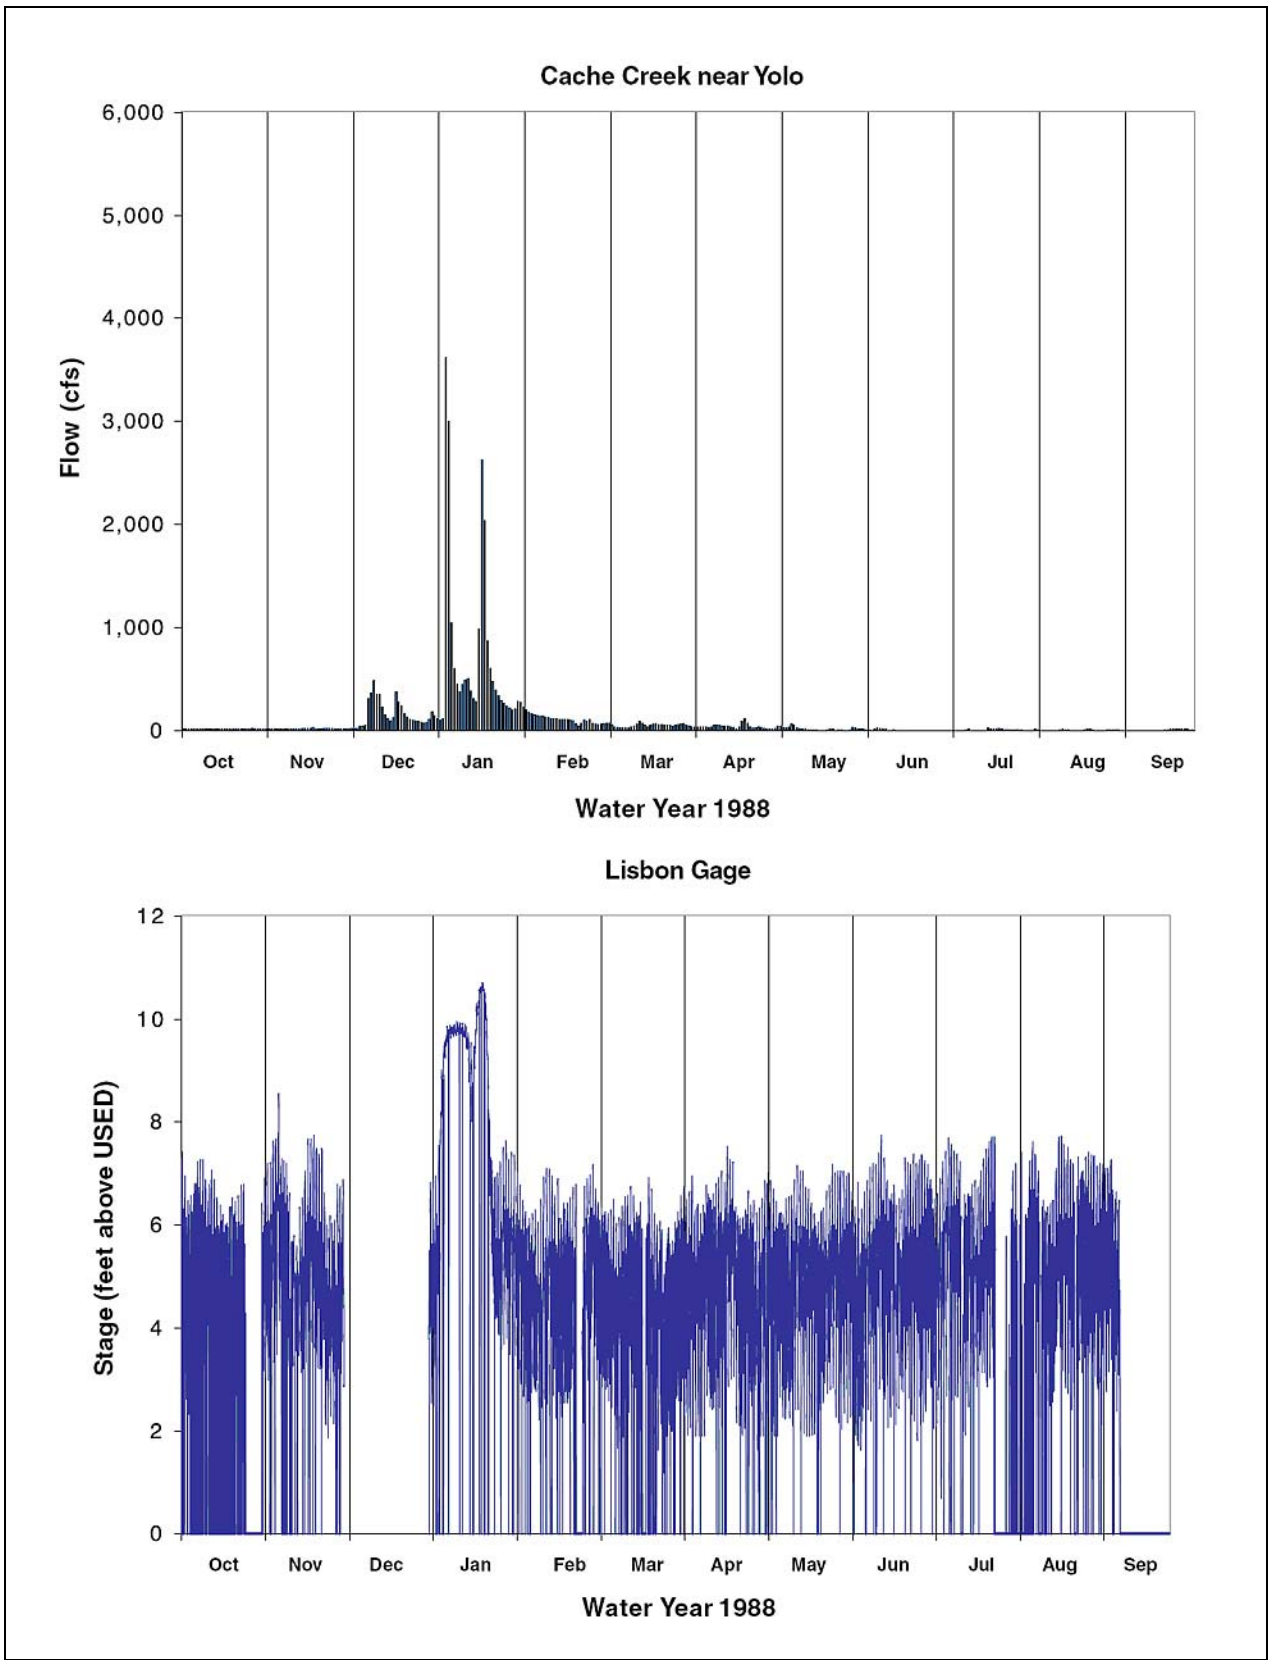 Cache Creek near Yolo
6,000
5,000
4,000
3,000
2,000
1,000
0
Flow (cfs)
Oct Nov Dec Jan Feb Mar Apr May Jun Jul Aug Sep
Water Year 1988
Lisbon Gage
12
10
8
6
4
2
0
Stage (feet above USED)
Oct Nov Dec Jan Feb Mar Apr May Jun Jul Aug Sep
Water Year 1988